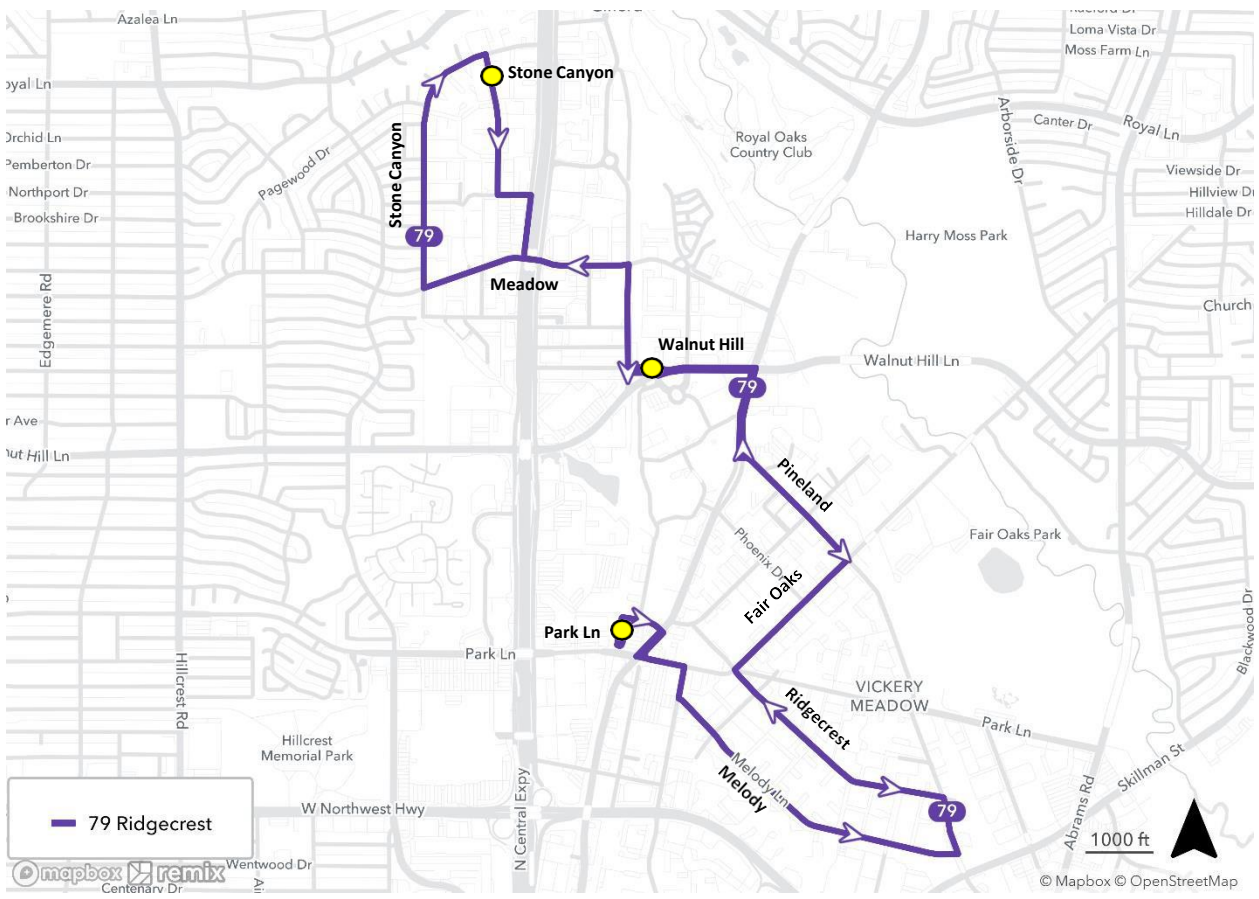 Azalea Ln
Loma Vista Dr
Moss Farm Ln
Stone Canyon
oyal Ln
Arborside Dr
Canter Dr
Royal Ln
Orchid Ln
Pemberton Dr
Northport Dr
Brookshire Dr
Pagewood Dr
Stone Canyon
79
Royal Oaks
Country Club
Viewside Dr
Hillview Du
Hilldale Dr
Harry Moss Park
Meadow
Church
Edgemere Rd
Walnut Hill
Walnut Hill Ln
79
r Ave
nut Hill Ln
Pineland
Phoenix Dr
Fair Oaks
Fair Oaks Park
Blackwood Dr
Park Ln
Park Ln
Hillcrest Rd
VICKERY
MEADOW
Ridgecrest
Park Ln
Hillcrest
Memorial Park
Melody Ln
Melody
Skillman St
Abrams Rd
79
W Northwest Hwy
N Central Expy
79 Ridgecrest
1000 ft
Wentwood Dr
mapbox remix
Centenary Dr
© Mapbox © OpenStreetMap